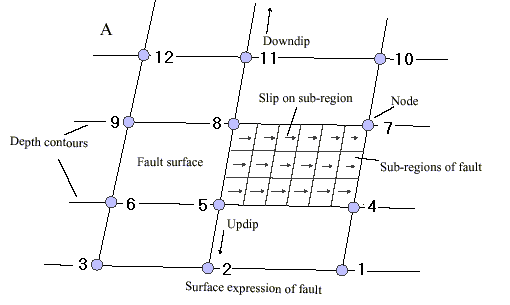 A
Downdip
12
11
10
Slip on sub-region
Node
9
8
7
Depth contours
Fault surface
Sub-regions of fault
6
5
4
Updip
3
2
1
Surface expression of fault